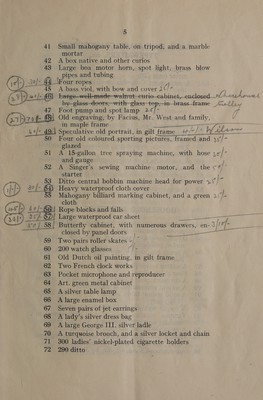 5
41 Small mahogany table, on tripod, and a marble
mortar
42 A box native and other curios
43 Large box motor horn, spot light, brass blow
pipes and tubing
44 Four ropes
45 A bass viol, with bow and cover
46 Large well-made walnut curio cabinet, enclosed
by glass doors, with glass top, in brass frame
47 Foot pump and spot lamp
48 Old engraving, by Facius, Mr. West and family,
in maple frame
49 Speculative old portrait, in gilt frame
50 Four old coloured sporting pictures, framed and
glazed
51 A 15-gallon tree spraying machine, with hose
and gauge
52 A Singer's sewing machine motor, and the
starter
53 Ditto central bobbin machine head for power
54 Heavy waterproof cloth cover
55 Mahogany billiard marking cabinet, and a green
cloth
56 Rope blocks and falls
57 Large waterproof car sheet
58 Butterfly cabinet, with numerous drawers, en-
closed by panel doors
59 Two pairs roller skates
60 200 watch glasses
61 Old Dutch oil painting, in gilt frame
62 Two French clock works
63 Pocket microphone and reproducer
64 Art. green metal cabinet
65 A silver table lamp
66 A large enamel box
67 Seven pairs of jet earrings
68 A lady's silver dress bag
69 A large George III. silver ladle
70 A turquoise brooch, and a silver locket and chain
71 300 ladies' nickel-plated cigarette holders
72 290 ditto